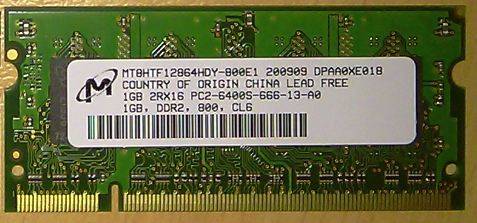 MT8HTF12864HDY-800E1 200909 DPAA0XE018
COUNTRY OF ORIGIN CHINA LEAD FREE
1GB 2RX16 PC2-6400S-666-13-A0
1GB, DDR2, 800, CL6